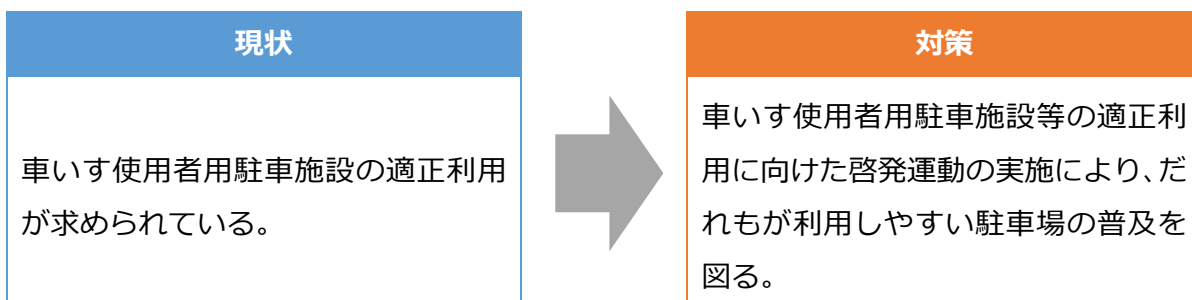 現状
車いす使用者用駐車施設の適正利用
が求められている。
対策
車いす使用者用駐車施設等の適正利
用に向けた啓発運動の実施により、だ
れもが利用しやすい駐車場の普及を
図る。